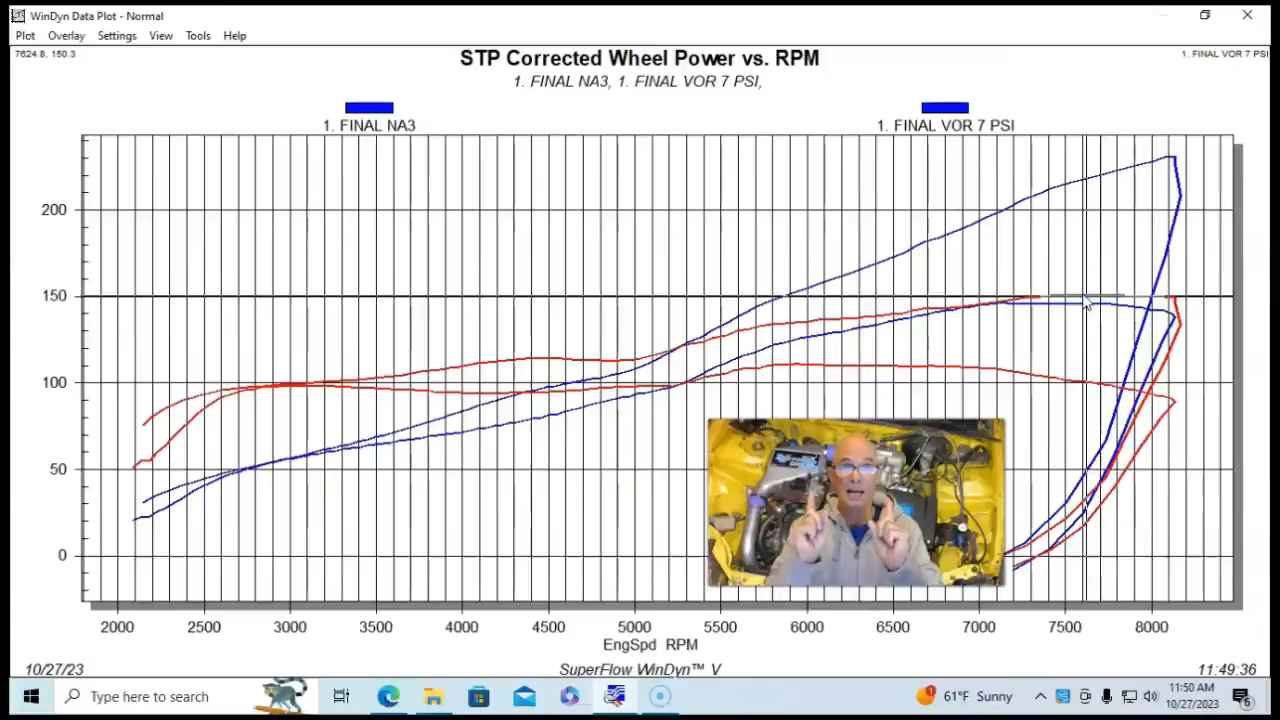 WinDyn Data Plot - Normal
Plot Overlay Settings View Tools Help
7624.8, 150.3
1. FINAL VOR 7 PSI
STP Corrected Wheel Power vs. RPM
1. FINAL NA3, 1. FINAL VOR 7 PSI,
1. FINAL NA3
1. FINAL VOR 7 PSI
200
150
100
50
0
2000 2500 3000 3500 4000 4500 5000 5500 6000 6500 7000 7500 8000
EngSpd RPM
10/27/23
SuperFlow WinDyn™ V
11:49:36
Type here to search
1
61°F Sunny
11:50 AM
10/27/2023
6